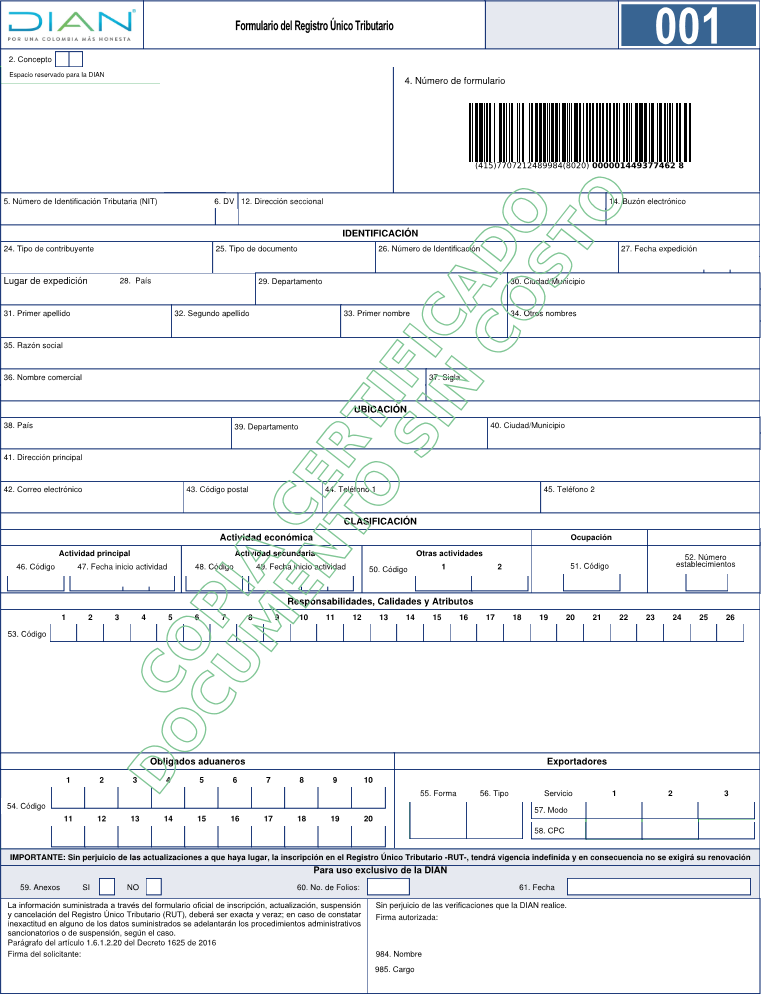 DIAN
POR UNA COLOMBIA MÁS HONESTA
Formulario del Registro Único Tributario
001
2. Concepto
Espacio reservado para la DIAN
4. Número de formulario
(415)7707212489984(8020) 000001449377462 8
5. Número de Identificación Tributaria (NIT) 6. DV 12. Dirección seccional 14. Buzón electrónico
IDENTIFICACIÓN
24. Tipo de contribuyente 25. Tipo de documento 26. Número de Identificación 27. Fecha expedición
Lugar de expedición 28. País 29. Departamento 30. Ciudad/Municipio
31. Primer apellido 32. Segundo apellido 33. Primer nombre 34. Otros nombres
35. Razón social
36. Nombre comercial 37. Sigla
UBICACIÓN
38. País 39. Departamento 40. Ciudad/Municipio
41. Dirección principal
42. Correo electrónico 43. Código postal 44. Teléfono 1 45. Teléfono 2
CLASIFICACIÓN
Actividad económica Ocupación
Actividad principal Actividad secundaria Otras actividades 52. Número establecimientos
46. Código 47. Fecha inicio actividad 48. Código 49. Fecha inicio actividad 50. Código 1 2 51. Código
Responsabilidades, Calidades y Atributos
1 2 3 4 5 6 7 8 9 10 11 12 13 14 15 16 17 18 19 20 21 22 23 24 25 26
53. Código
Obligados aduaneros Exportadores
1 2 3 4 5 6 7 8 9 10
54. Código
11 12 13 14 15 16 17 18 19 20
55. Forma 56. Tipo Servicio 1 2 3
57. Modo
58. CPC
IMPORTANTE: Sin perjuicio de las actualizaciones a que haya lugar, la inscripción en el Registro Único Tributario -RUT-, tendrá vigencia indefinida y en consecuencia no se exigirá su renovación
Para uso exclusivo de la DIAN
59. Anexos SI NO 60. No. de Folios: 61. Fecha
La información suministrada a través del formulario oficial de inscripción, actualización, suspensión
y cancelación del Registro Único Tributario (RUT), deberá ser exacta y veraz; en caso de constatar
inexactitud en alguno de los datos suministrados se adelantarán los procedimientos administrativos
sancionatorios o de suspensión, según el caso.
Parágrafo del artículo 1.6.1.2.20 del Decreto 1625 de 2016
Firma del solicitante:
Sin perjuicio de las verificaciones que la DIAN realice.
Firma autorizada:
984. Nombre
985. Cargo
COPIA CERTIFICADO
DOCUMENTO SIN COSTO